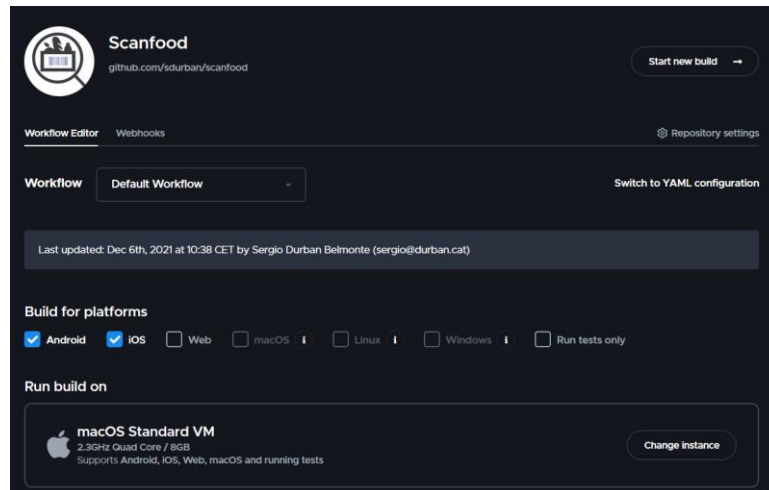 Scanfood
github.com/sdurban/scanfood
Start new build →
Workflow Editor Webhooks Repository settings
Workflow Default Workflow Switch to YAML configuration
Last updated: Dec 6th, 2021 at 10:38 CET by Sergio Durban Belmonte (sergio@durban.cat)
Build for platforms
Android iOS Web macOS i Linux i Windows i Run tests only
Run build on
macOS Standard VM
2.3GHz Quad Core / 8GB
Supports Android, iOS, Web, macOS and running tests
Change instance